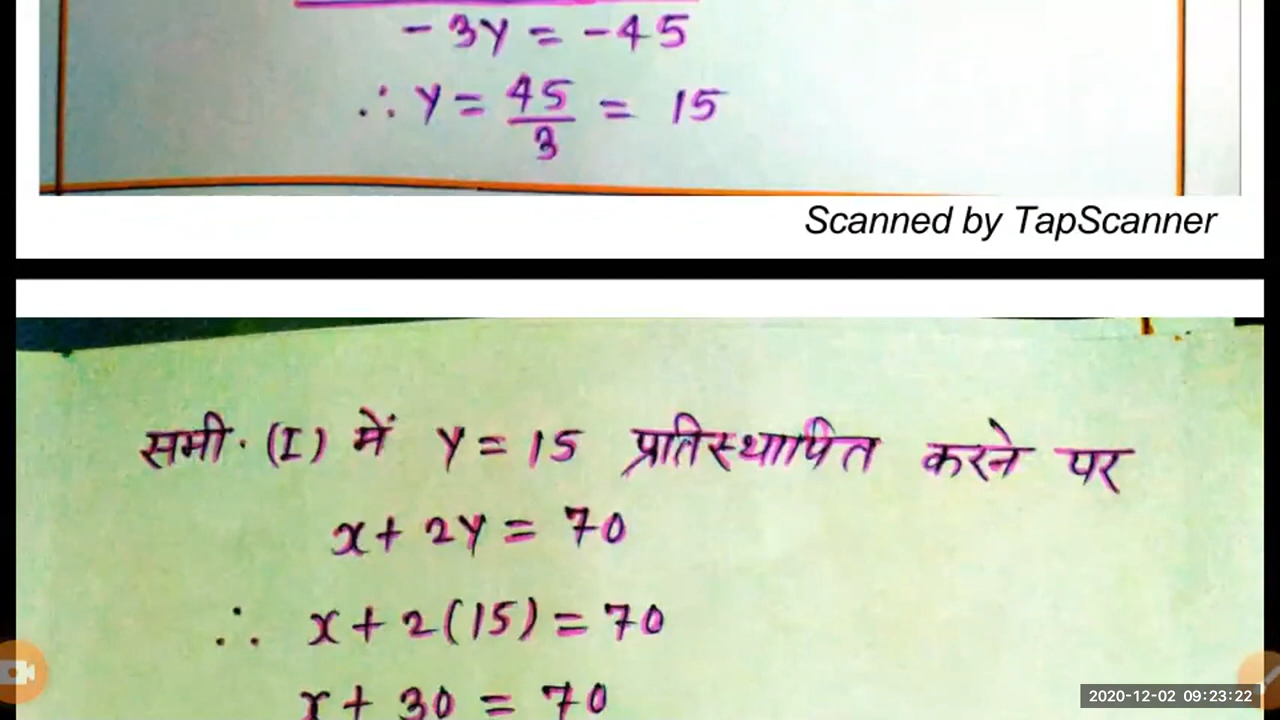 - 3y = -45
∴ y = 45/3 = 15
Scanned by TapScanner
समी. (I) में y = 15 प्रतिस्थापित करने पर
x + 2y = 70
∴ x + 2(15) = 70
x + 30 = 70
2020-12-02 09:23:22